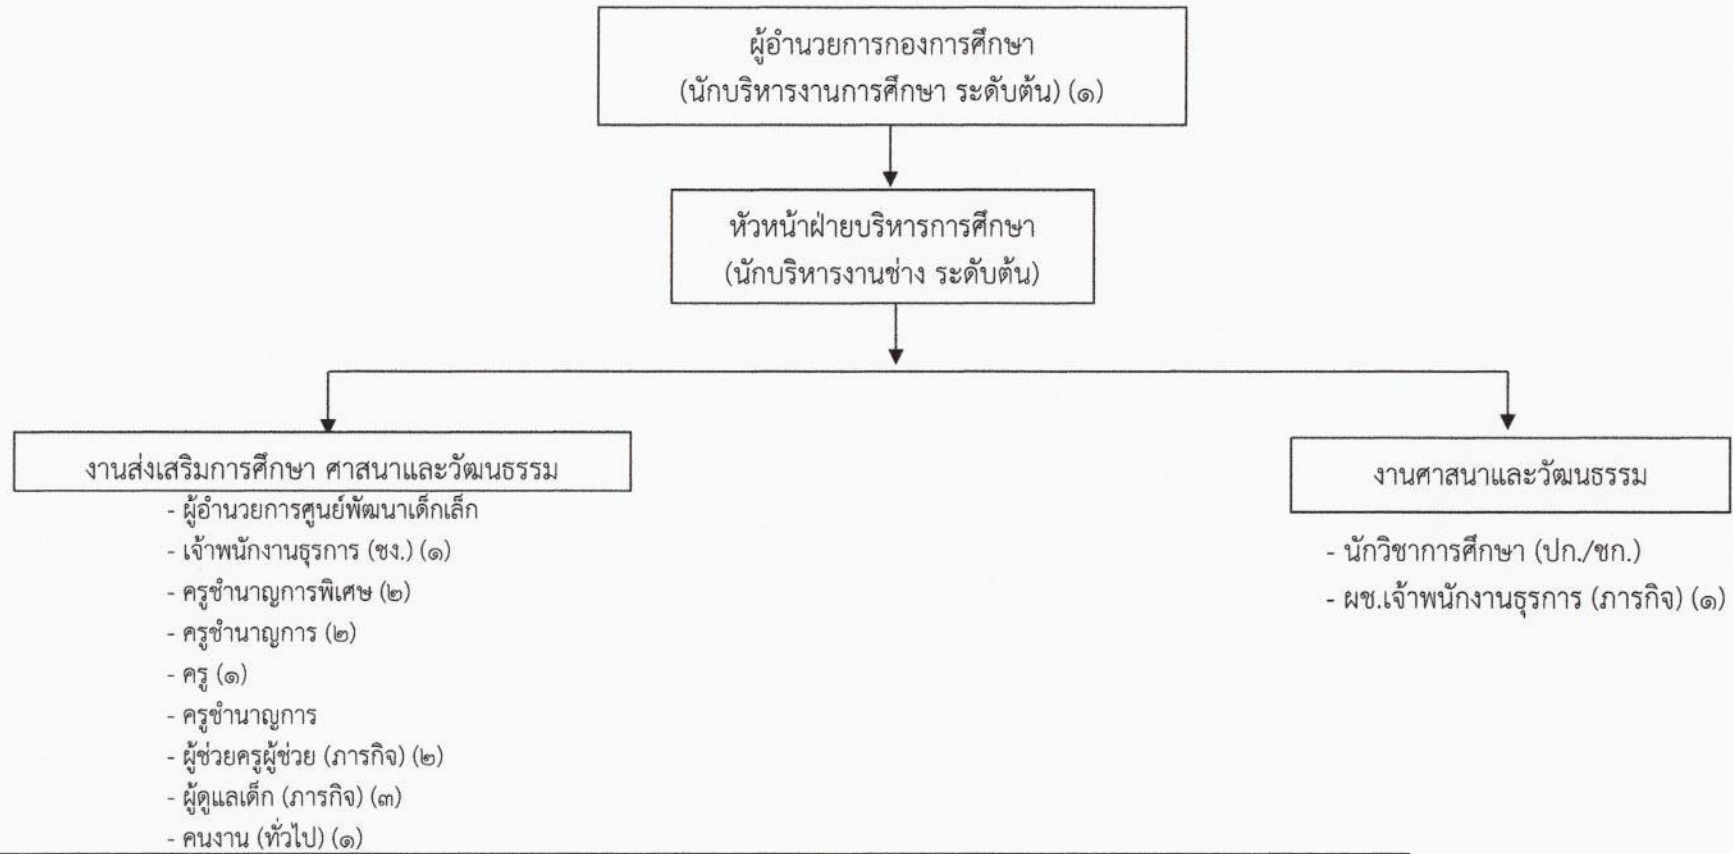 ผู้อำนวยการกองการศึกษา
(นักบริหารงานการศึกษา ระดับต้น) (๑)
หัวหน้าฝ่ายบริหารการศึกษา
(นักบริหารงานช่าง ระดับต้น)
งานส่งเสริมการศึกษา ศาสนาและวัฒนธรรม
- ผู้อำนวยการศูนย์พัฒนาเด็กเล็ก
- เจ้าพนักงานธุรการ (ชง.) (๑)
- ครูชำนาญการพิเศษ (๒)
- ครูชำนาญการ (๒)
- ครู (๑)
- ครูชำนาญการ
- ผู้ช่วยครูผู้ช่วย (ภารกิจ) (๒)
- ผู้ดูแลเด็ก (ภารกิจ) (๓)
- คนงาน (ทั่วไป) (๑)
งานศาสนาและวัฒนธรรม
- นักวิชาการศึกษา (ปก./ชก.)
- ผช.เจ้าพนักงานธุรการ (ภารกิจ) (๑)